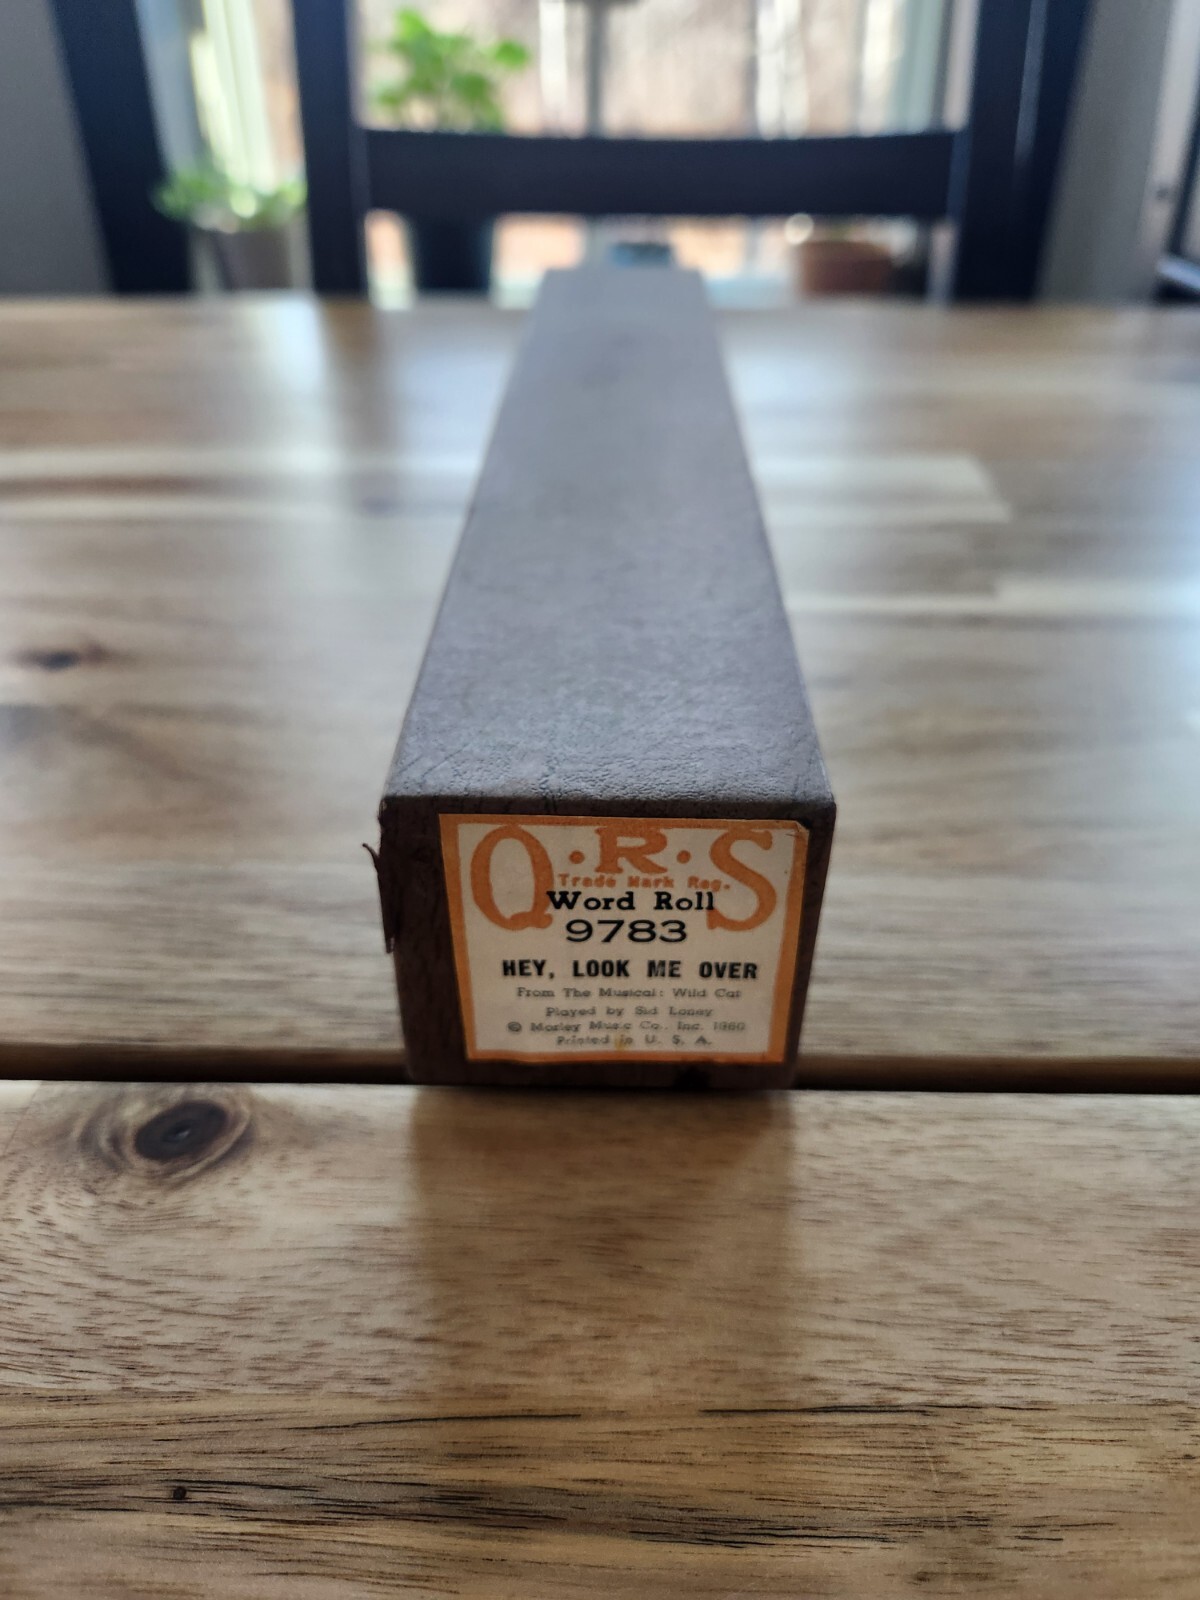 Q·R·S
Trade Mark Reg.
Word Roll
9783
HEY, LOOK ME OVER
From The Musical: Wild Cat
Played by Sid Laney
© Morley Music Co., Inc. 1960
Printed in U. S. A.